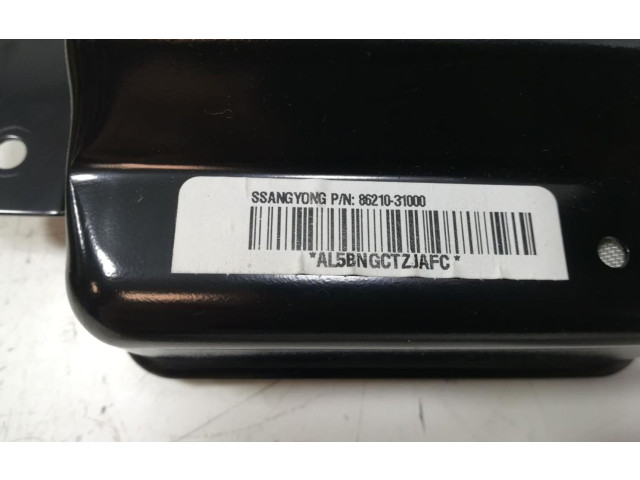 SSANGYONG P/N: 86210-31000
*AL5BNGCTZJAFC*